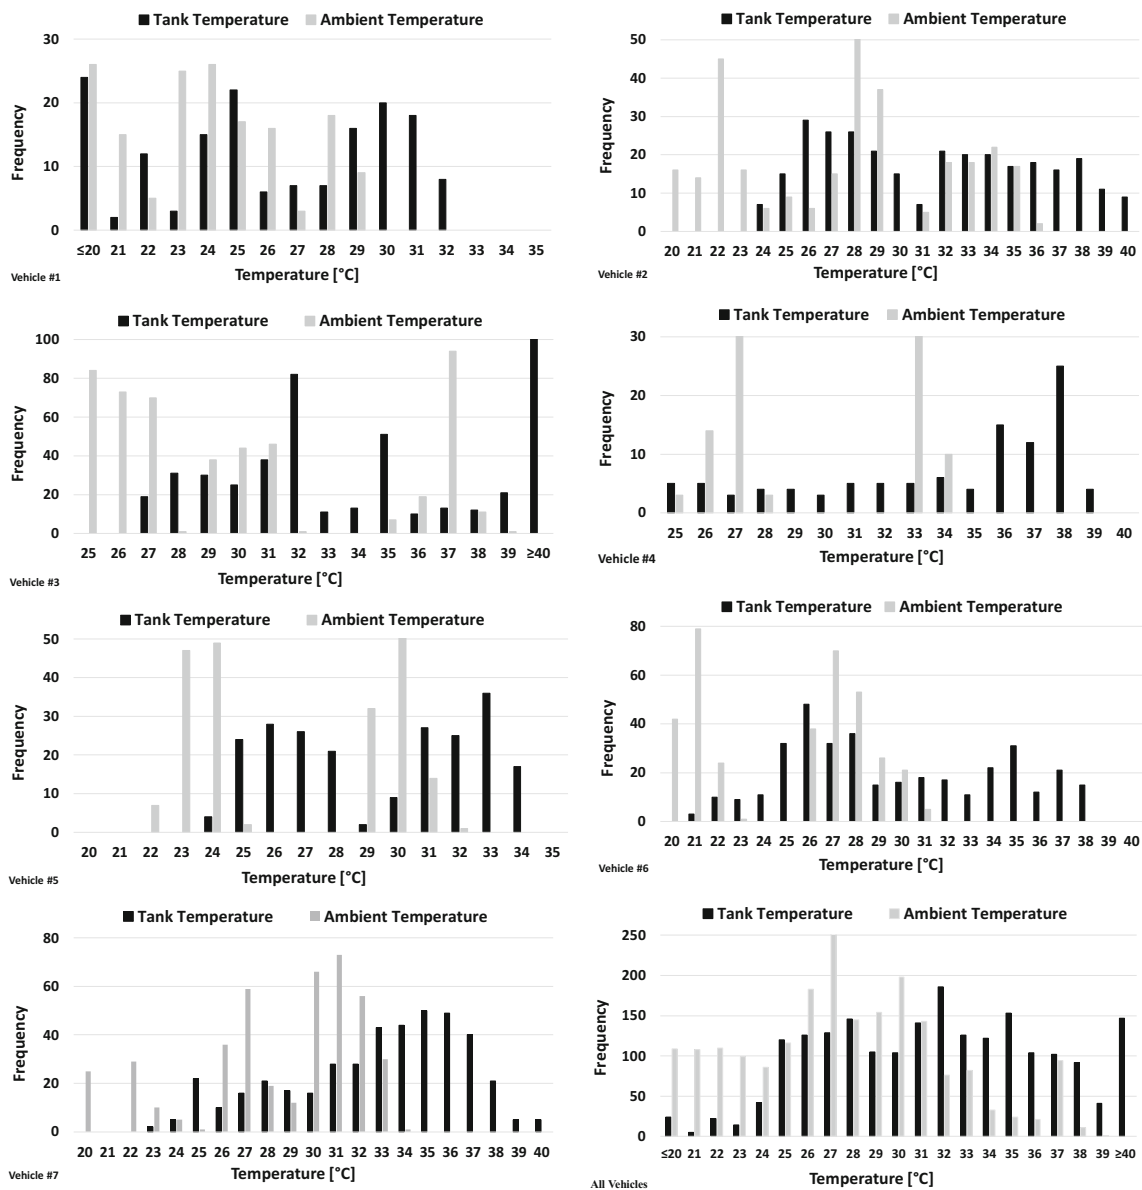 Tank Temperature Ambient Temperature
30
20
10
0
Frequency
≤20 21 22 23 24 25 26 27 28 29 30 31 32 33 34 35
Temperature [°C]
Vehicle #1
Tank Temperature Ambient Temperature
50
40
30
20
10
0
Frequency
20 21 22 23 24 25 26 27 28 29 30 31 32 33 34 35 36 37 38 39 40
Temperature [°C]
Vehicle #2
Tank Temperature Ambient Temperature
100
80
60
40
20
0
Frequency
25 26 27 28 29 30 31 32 33 34 35 36 37 38 39 ≥40
Temperature [°C]
Vehicle #3
Tank Temperature Ambient Temperature
30
20
10
0
Frequency
25 26 27 28 29 30 31 32 33 34 35 36 37 38 39 40
Temperature [°C]
Vehicle #4
Tank Temperature Ambient Temperature
50
40
30
20
10
0
Frequency
20 21 22 23 24 25 26 27 28 29 30 31 32 33 34 35
Temperature [°C]
Vehicle #5
Tank Temperature Ambient Temperature
80
60
40
20
0
Frequency
20 21 22 23 24 25 26 27 28 29 30 31 32 33 34 35 36 37 38 39 40
Temperature [°C]
Vehicle #6
Tank Temperature Ambient Temperature
80
60
40
20
0
Frequency
20 21 22 23 24 25 26 27 28 29 30 31 32 33 34 35 36 37 38 39 40
Temperature [°C]
Vehicle #7
Tank Temperature Ambient Temperature
250
200
150
100
50
0
Frequency
≤20 21 22 23 24 25 26 27 28 29 30 31 32 33 34 35 36 37 38 39 ≥40
Temperature [°C]
All Vehicles